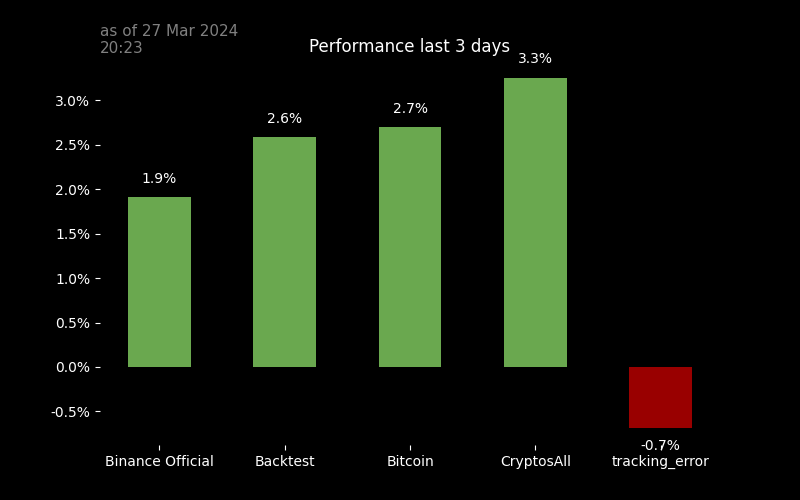 as of 27 Mar 2024
20:23
Performance last 3 days
3.3%
3.0%
2.7%
2.6%
2.5%
2.0%
1.9%
1.5%
1.0%
0.5%
0.0%
-0.5%
-0.7%
Binance Official
Backtest
Bitcoin
CryptosAll
tracking_error